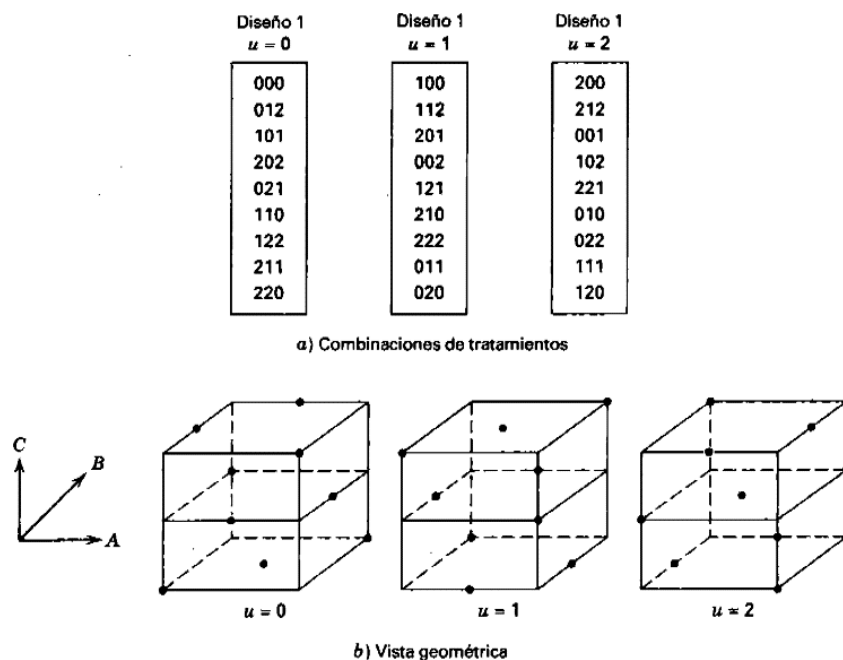 Diseño 1 Diseño 1 Diseño 1
u = 0 u = 1 u = 2
000 100 200
012 112 212
101 201 001
202 002 102
021 121 221
110 210 010
122 222 022
211 011 111
220 020 120
a) Combinaciones de tratamientos
C
B
A
u = 0 u = 1 u = 2
b) Vista geométrica